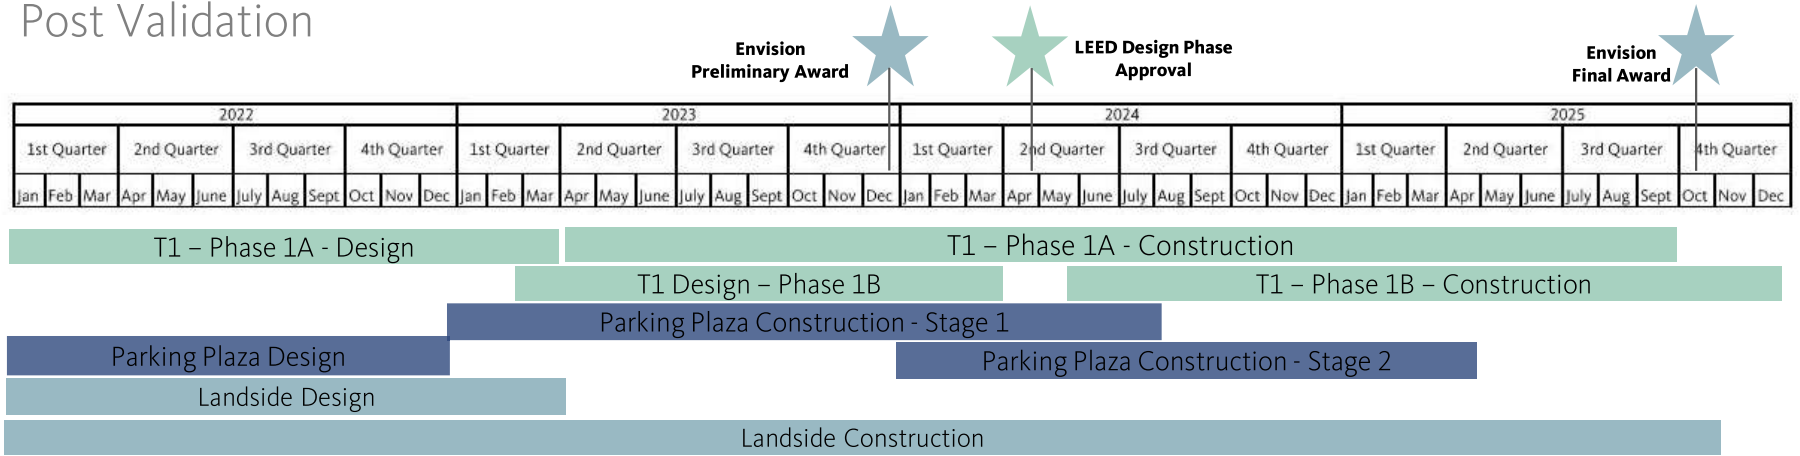 Post Validation
Envision
Preliminary Award
LEED Design Phase
Approval
Envision
Final Award
2022 2023 2024 2025
1st Quarter 2nd Quarter 3rd Quarter 4th Quarter 1st Quarter 2nd Quarter 3rd Quarter 4th Quarter 1st Quarter 2nd Quarter 3rd Quarter 4th Quarter 1st Quarter 2nd Quarter 3rd Quarter 4th Quarter
Jan Feb Mar Apr May June July Aug Sept Oct Nov Dec Jan Feb Mar Apr May June July Aug Sept Oct Nov Dec Jan Feb Mar Apr May June July Aug Sept Oct Nov Dec Jan Feb Mar Apr May June July Aug Sept Oct Nov Dec
T1 – Phase 1A - Design
T1 – Phase 1A - Construction
T1 Design – Phase 1B
T1 – Phase 1B – Construction
Parking Plaza Construction - Stage 1
Parking Plaza Design
Parking Plaza Construction - Stage 2
Landside Design
Landside Construction